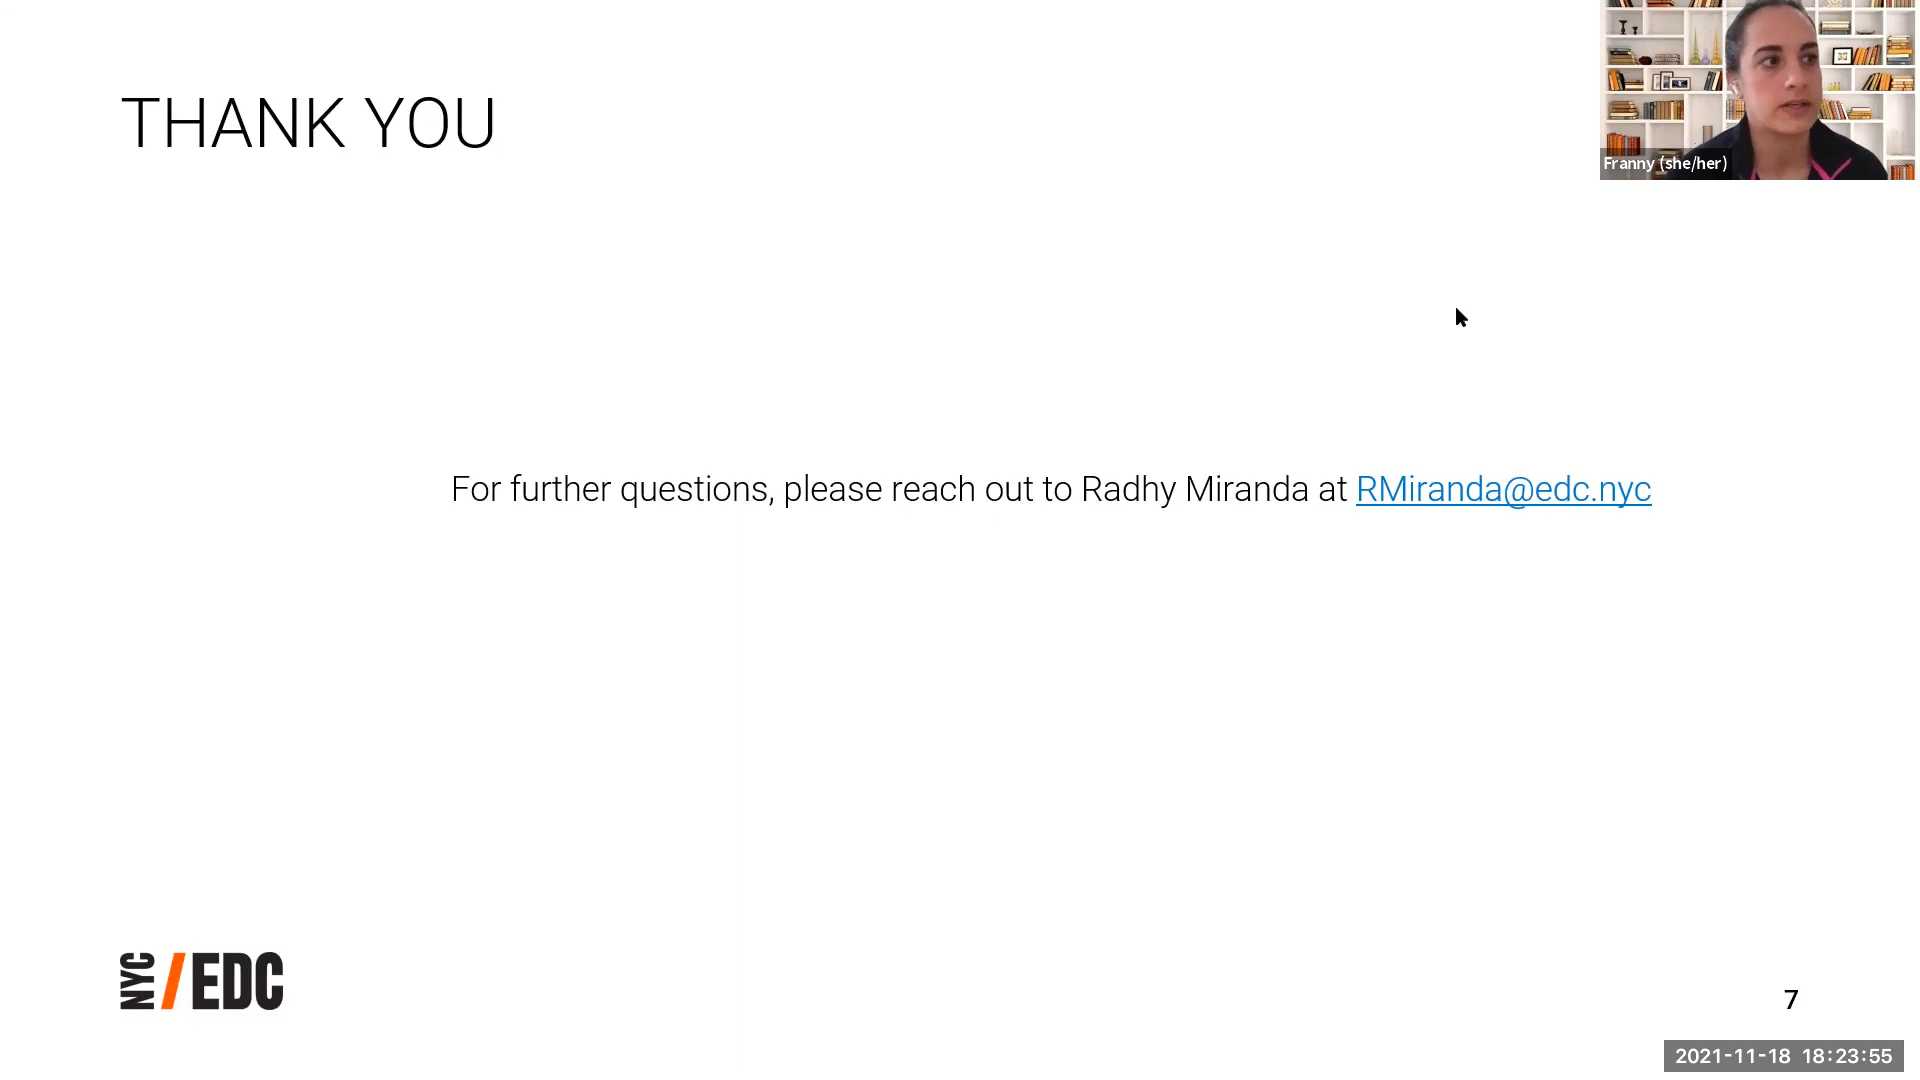 THANK YOU
Franny (she/her)
For further questions, please reach out to Radhy Miranda at RMiranda@edc.nyc
NYC/EDC
7
2021-11-18 18:23:55